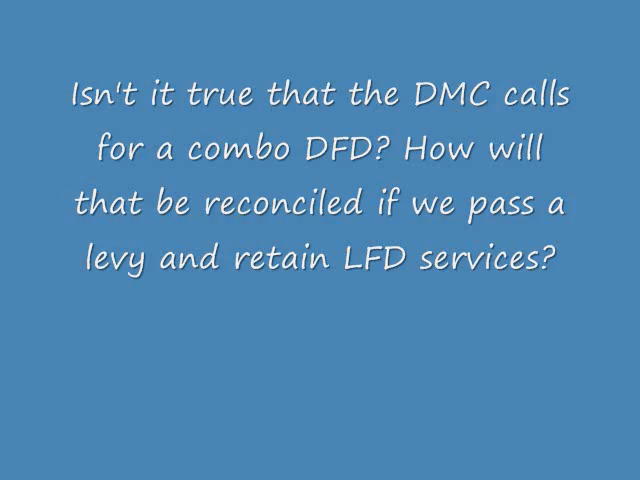 Isn't it true that the DMC calls
for a combo DFD? How will
that be reconciled if we pass a
levy and retain LFD services?